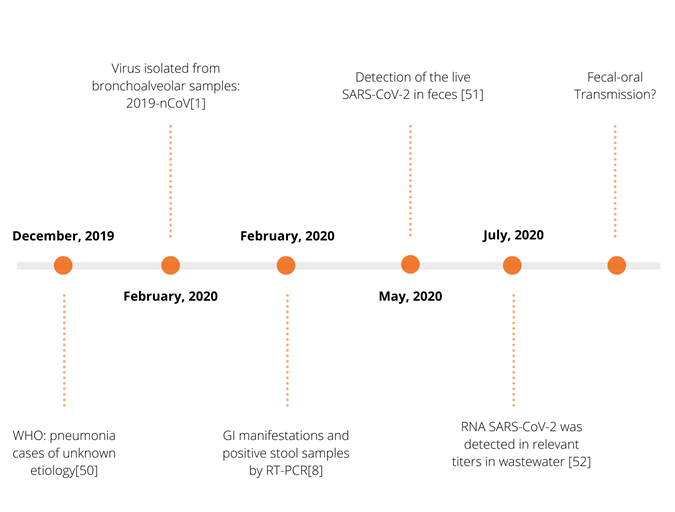 Virus isolated from
bronchoalveolar samples:
2019-nCoV[1]
Detection of the live
SARS-CoV-2 in feces [51]
Fecal-oral
Transmission?
December, 2019
February, 2020
July, 2020
February, 2020
May, 2020
WHO: pneumonia
cases of unknown
etiology[50]
GI manifestations and
positive stool samples
by RT-PCR[8]
RNA SARS-CoV-2 was
detected in relevant
titers in wastewater [52]